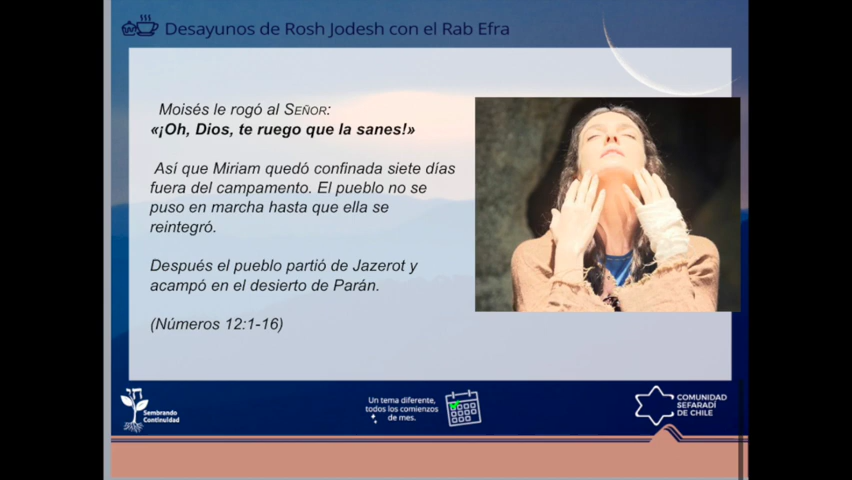 Desayunos de Rosh Jodesh con el Rab Efra
Moisés le rogó al SEÑOR:
«¡Oh, Dios, te ruego que la sanes!»
Así que Miriam quedó confinada siete días
fuera del campamento. El pueblo no se
puso en marcha hasta que ella se
reintegró.
Después el pueblo partió de Jazerot y
acampó en el desierto de Parán.
(Números 12:1-16)
Sembrando
Continuidad
Un tema diferente,
todos los comienzos
de mes.
COMUNIDAD
SEFARADÍ
DE CHILE